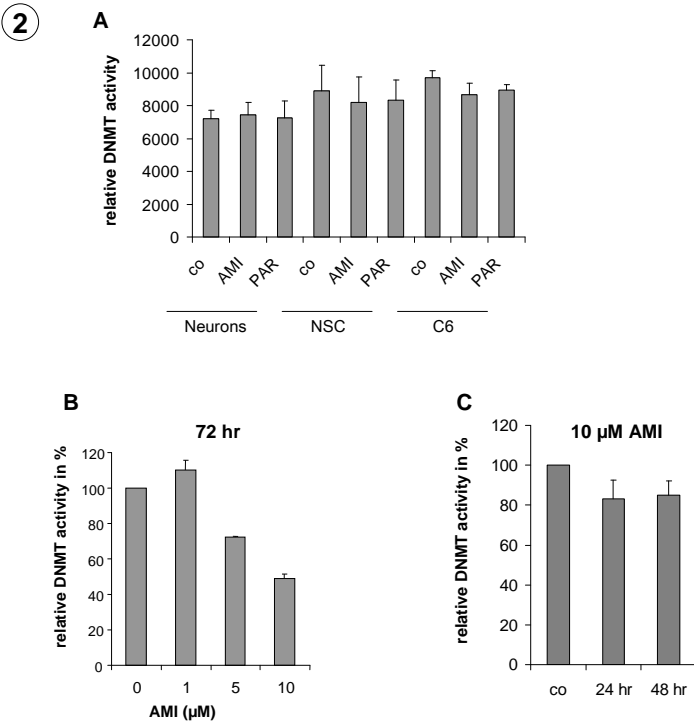 2
A
relative DNMT activity
12000
10000
8000
6000
4000
2000
0
co AMI PAR co AMI PAR co AMI PAR
Neurons NSC C6
B
72 hr
relative DNMT activity in %
120
100
80
60
40
20
0
0 1 5 10
AMI (µM)
C
10 µM AMI
relative DNMT activity in %
120
100
80
60
40
20
0
co 24 hr 48 hr